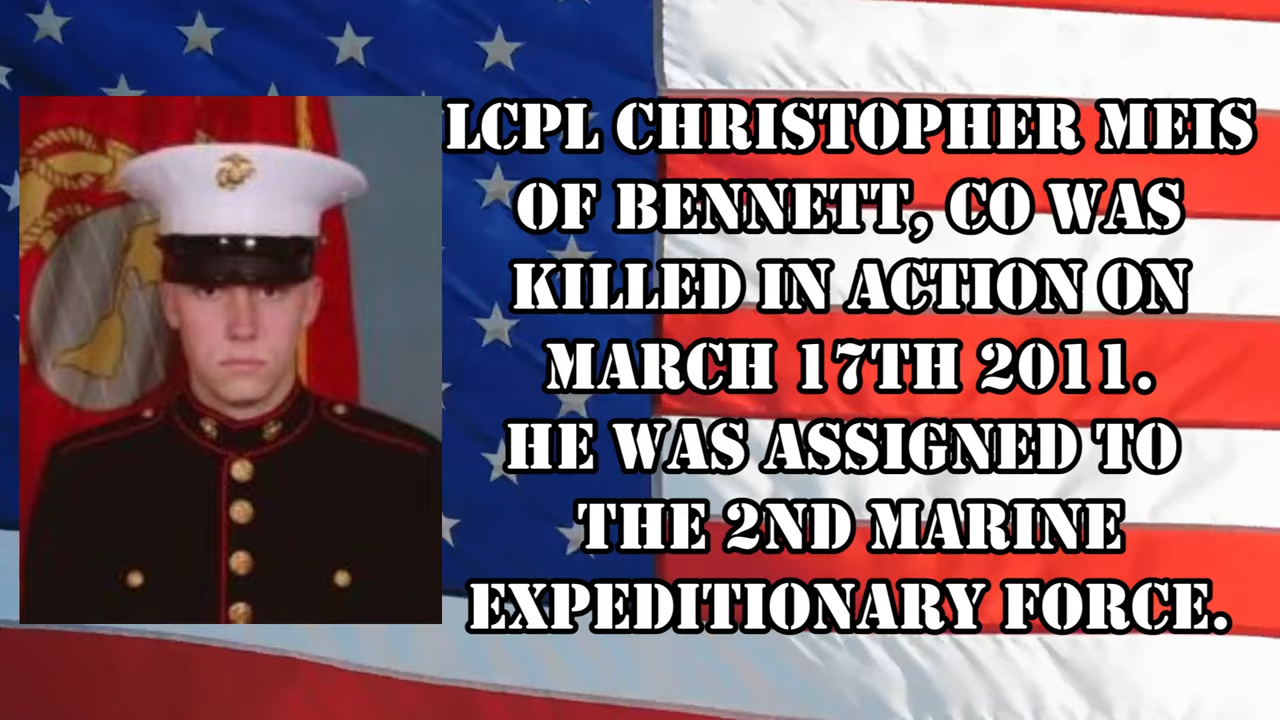 LCPL CHRISTOPHER MEIS
OF BENNETT, CO WAS
KILLED IN ACTION ON
MARCH 17TH 2011.
HE WAS ASSIGNED TO
THE 2ND MARINE
EXPEDITIONARY FORCE.